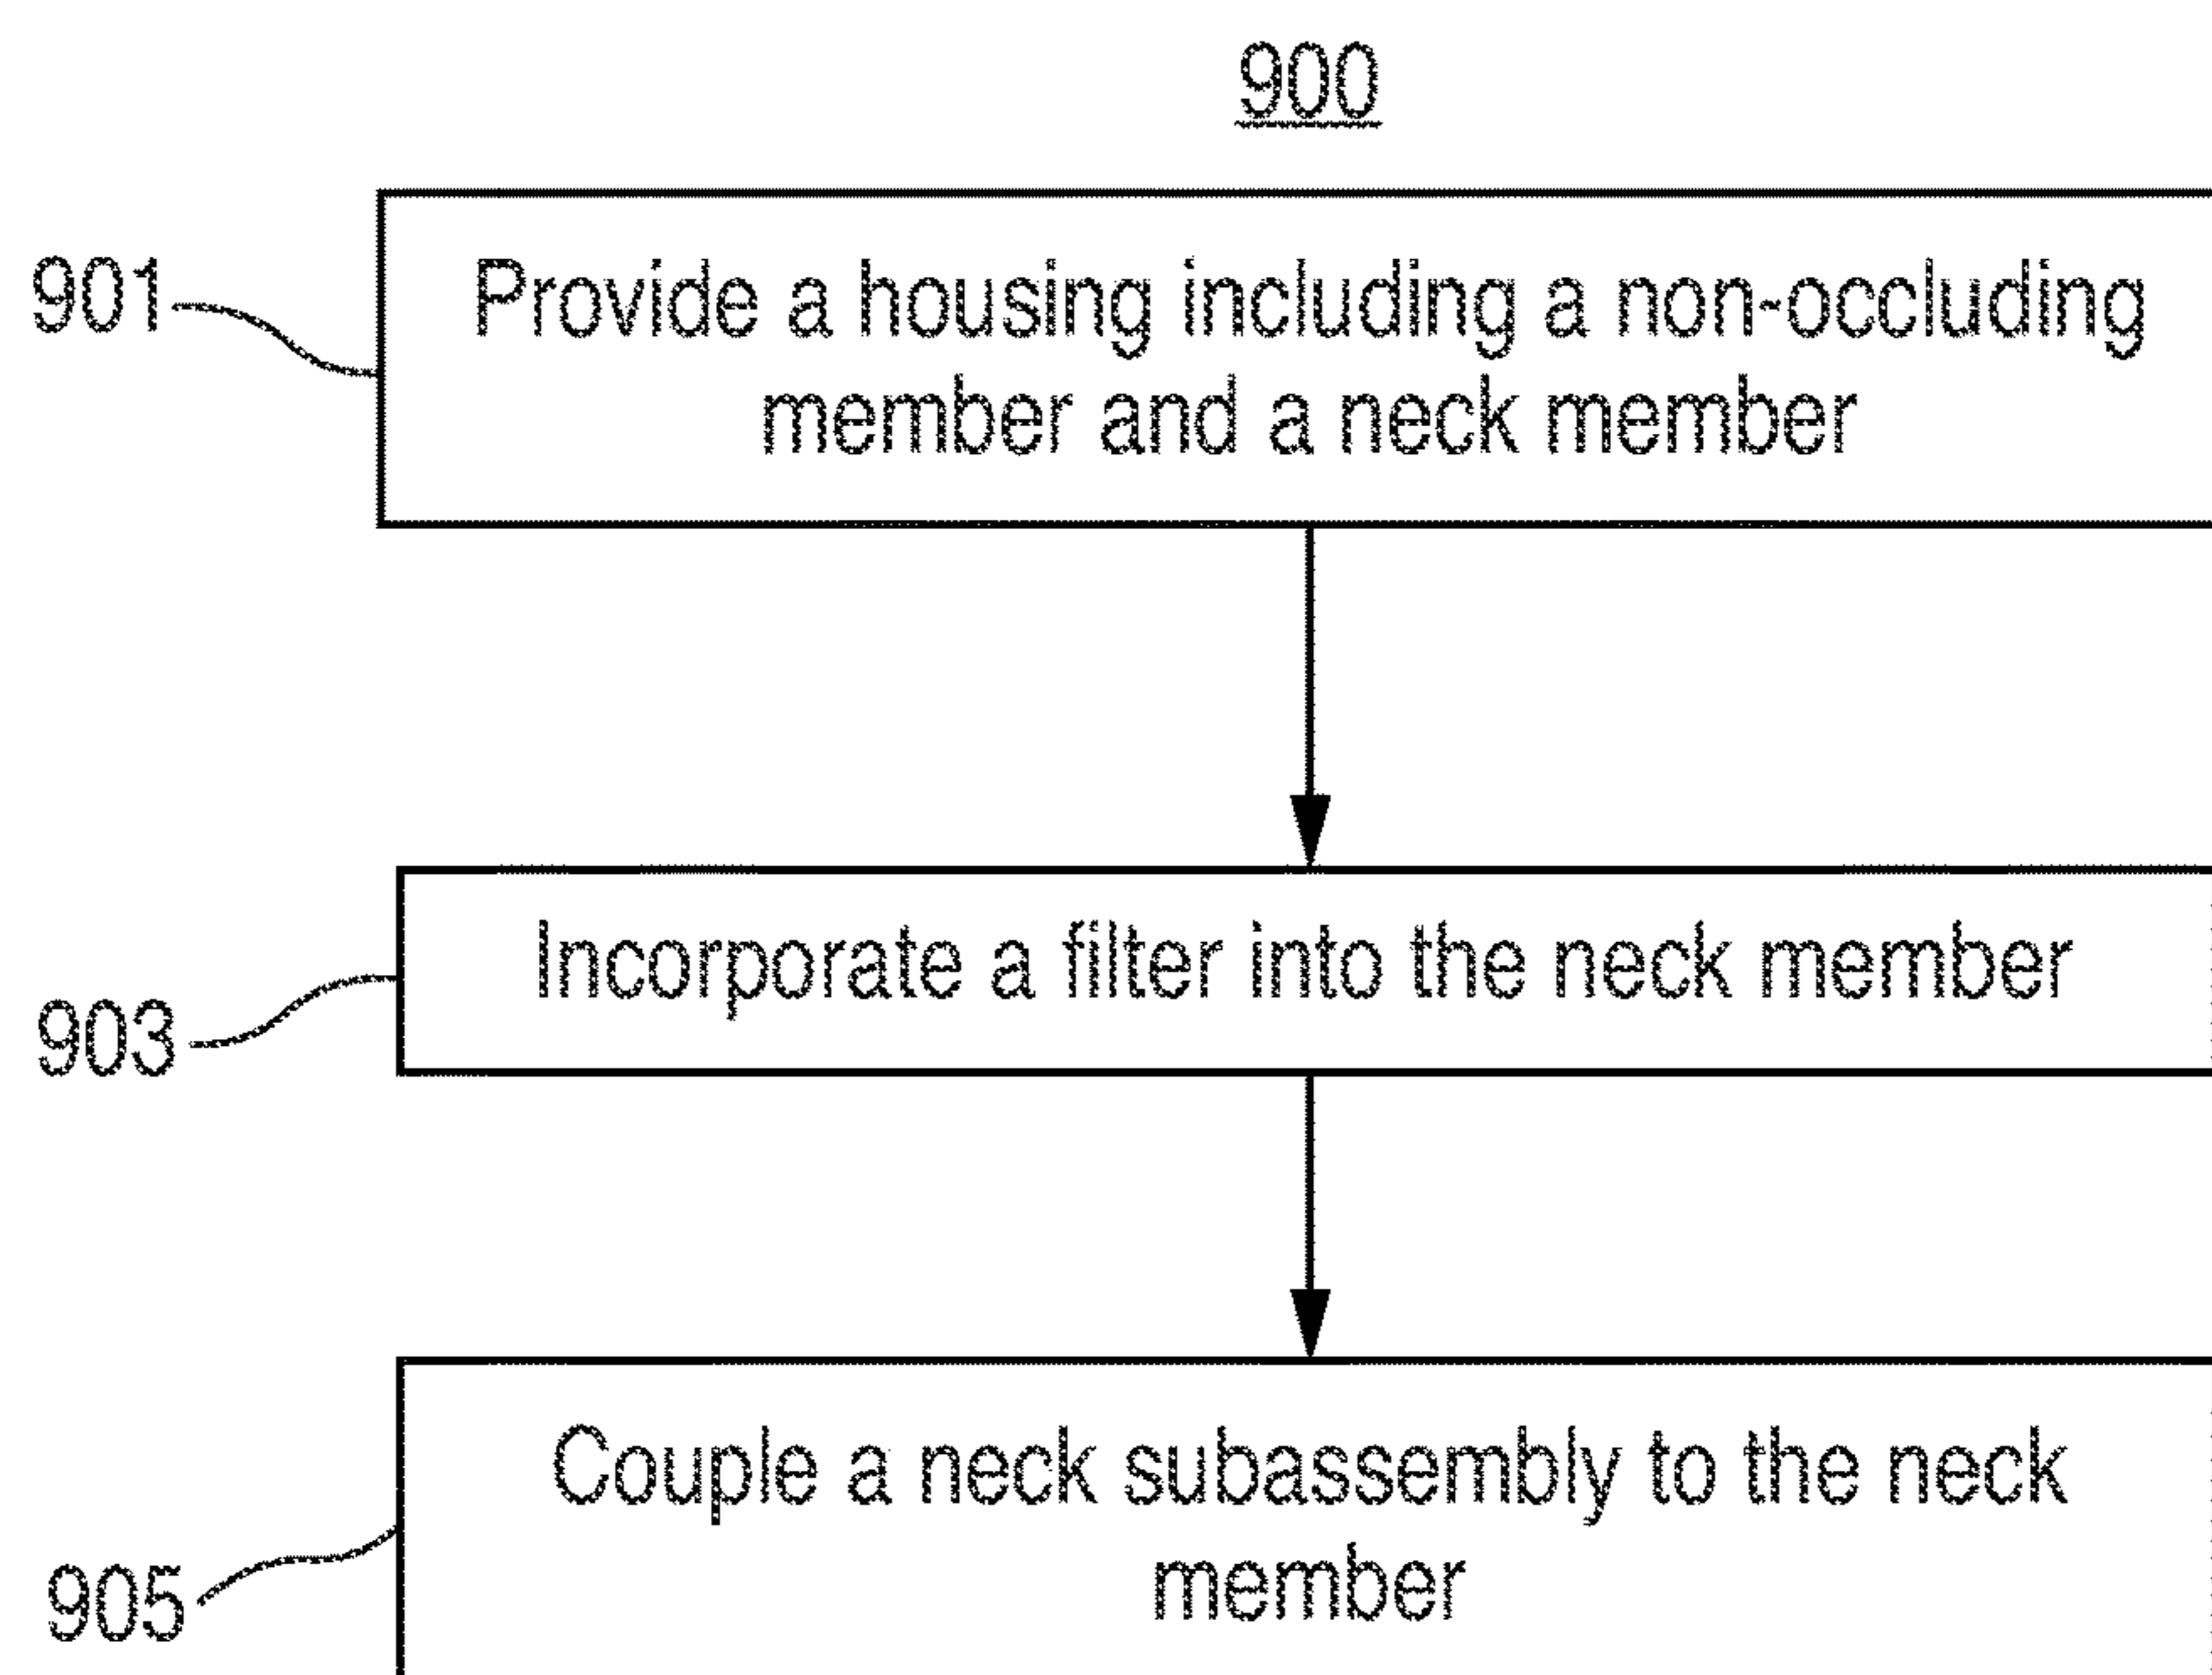 900
901
Provide a housing including a non-occluding
member and a neck member
903
Incorporate a filter into the neck member
905
Couple a neck subassembly to the neck
member